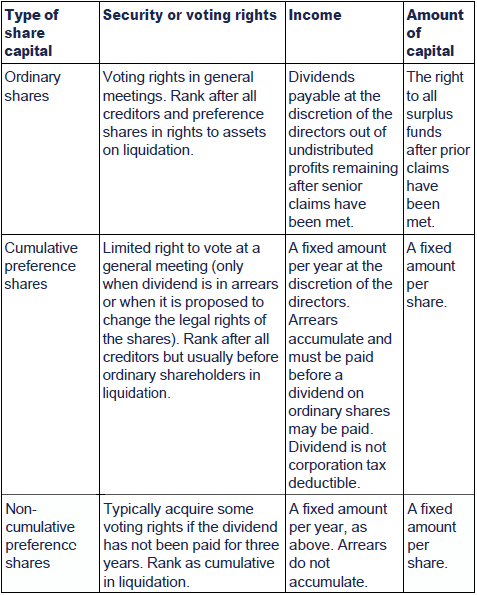 Type of
share
capital
Security or voting rights
Income
Amount
of
capital
Ordinary
shares
Voting rights in general
meetings. Rank after all
creditors and preference
shares in rights to assets
on liquidation.
Dividends
payable at the
discretion of the
directors out of
undistributed
profits remaining
after senior
claims have
been met.
The right
to all
surplus
funds
after prior
claims
have
been
met.
Cumulative
preference
shares
Limited right to vote at a
general meeting (only
when dividend is in arrears
or when it is proposed to
change the legal rights of
the shares). Rank after all
creditors but usually before
ordinary shareholders in
liquidation.
A fixed amount
per year at the
discretion of the
directors.
Arrears
accumulate and
must be paid
before a
dividend on
ordinary shares
may be paid.
Dividend is not
corporation tax
deductible.
A fixed
amount
per
share.
Non-
cumulative
preference
shares
Typically acquire some
voting rights if the dividend
has not been paid for three
years. Rank as cumulative
in liquidation.
A fixed amount
per year, as
above. Arrears
do not
accumulate.
A fixed
amount
per
share.